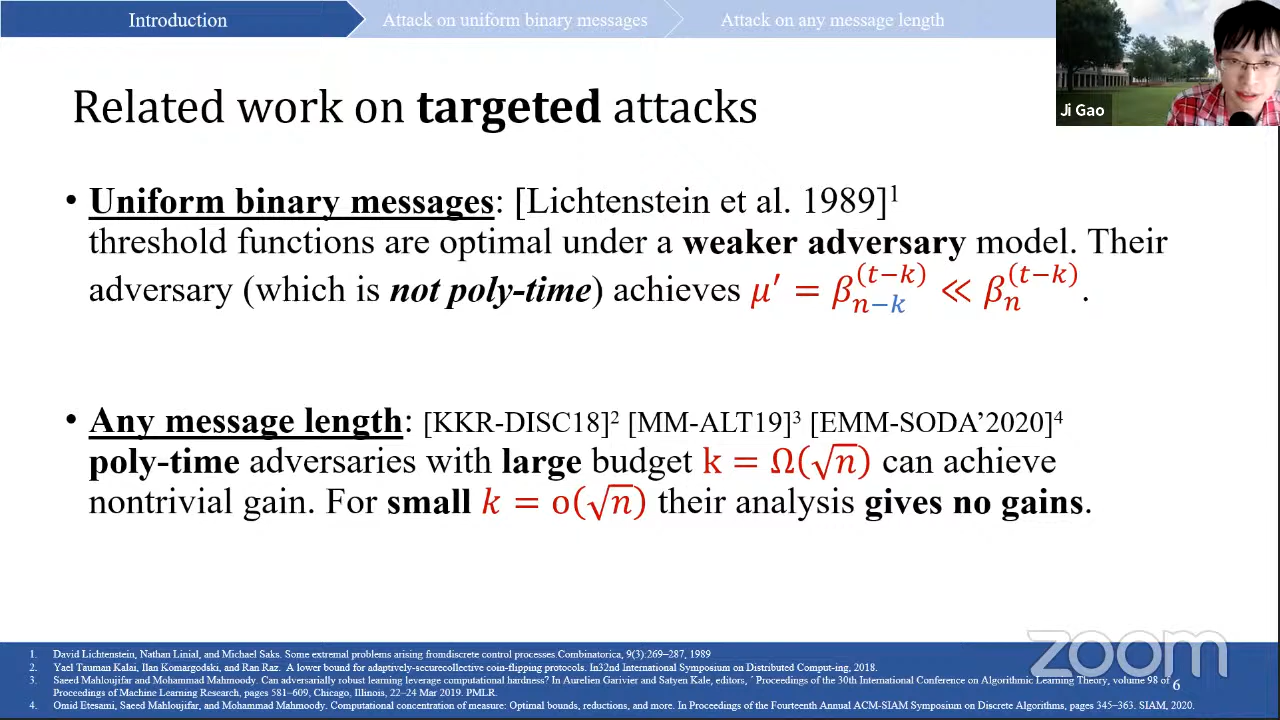 Introduction
Attack on uniform binary messages
Attack on any message length
Ji Gao
Related work on targeted attacks
• Uniform binary messages: [Lichtenstein et al. 1989]¹
threshold functions are optimal under a weaker adversary model. Their
adversary (which is not poly-time) achieves μ′ = β_{n−k}^{(t−k)} ≪ β_n^{(t−k)}.
• Any message length: [KKR-DISC18]² [MM-ALT19]³ [EMM-SODA’2020]⁴
poly-time adversaries with large budget k = Ω(√n) can achieve
nontrivial gain. For small k = o(√n) their analysis gives no gains.
1. David Lichtenstein, Nathan Linial, and Michael Saks. Some extremal problems arising fromdiscrete control processes.Combinatorica, 9(3):269–287, 1989
2. Yael Tauman Kalai, Ilan Komargodski, and Ran Raz. A lower bound for adaptively-securecollective coin-flipping protocols. In32nd International Symposium on Distributed Comput-ing, 2018.
3. Saeed Mahloujifar and Mohammad Mahmoody. Can adversarially robust learning leverage computational hardness? In Aurelien Garivier and Satyen Kale, editors, ´ Proceedings of the 30th International Conference on Algorithmic Learning Theory, volume 98 of
Proceedings of Machine Learning Research, pages 581–609, Chicago, Illinois, 22–24 Mar 2019. PMLR.
4. Omid Etesami, Saeed Mahloujifar, and Mohammad Mahmoody. Computational concentration of measure: Optimal bounds, reductions, and more. In Proceedings of the Fourteenth Annual ACM-SIAM Symposium on Discrete Algorithms, pages 345–363. SIAM, 2020.
6
zoom